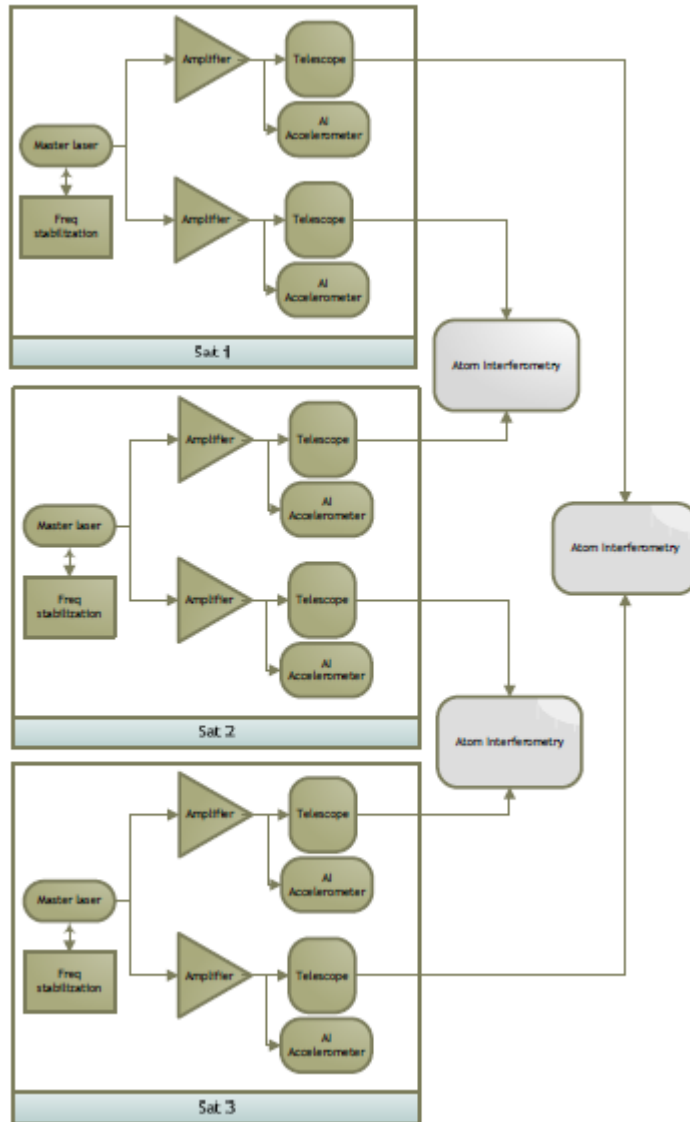 Amplifier
Telescope
AI
Accelerometer
Master laser
Freq
stabilization
Amplifier
Telescope
AI
Accelerometer
Sat 1
Atom Interferometry
Amplifier
Telescope
AI
Accelerometer
Master laser
Freq
stabilization
Amplifier
Telescope
AI
Accelerometer
Sat 2
Atom Interferometry
Atom Interferometry
Amplifier
Telescope
AI
Accelerometer
Master laser
Freq
stabilization
Amplifier
Telescope
AI
Accelerometer
Sat 3